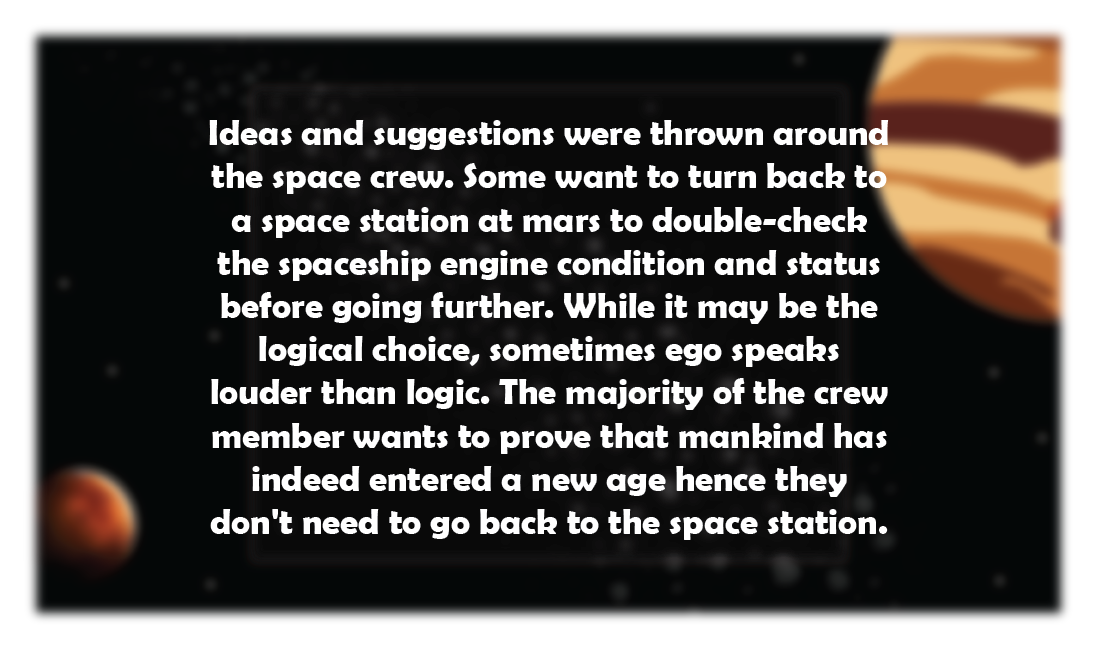 Ideas and suggestions were thrown around
the space crew. Some want to turn back to
a space station at mars to double-check
the spaceship engine condition and status
before going further. While it may be the
logical choice, sometimes ego speaks
louder than logic. The majority of the crew
member wants to prove that mankind has
indeed entered a new age hence they
don't need to go back to the space station.